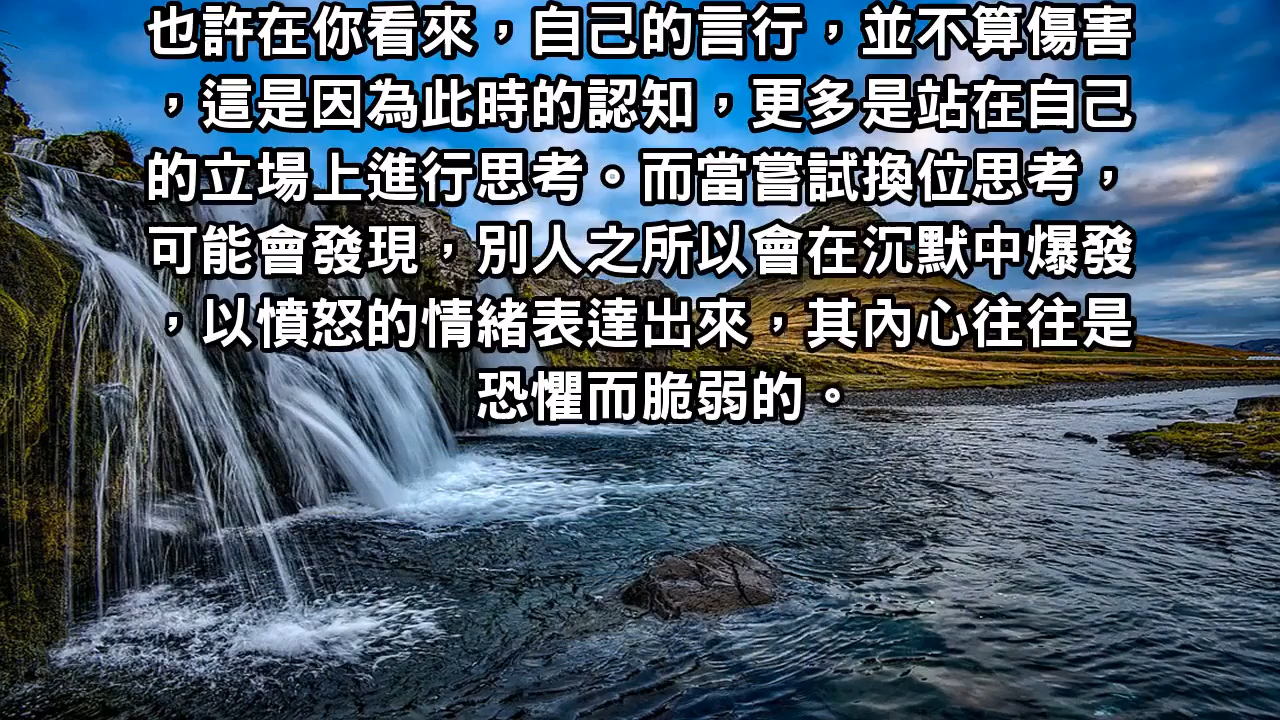 也許在你看來，自己的言行，並不算傷害
，這是因為此時的認知，更多是站在自己
的立場上進行思考。而當嘗試換位思考，
可能會發現，別人之所以會在沉默中爆發
，以憤怒的情緒表達出來，其內心往往是
恐懼而脆弱的。